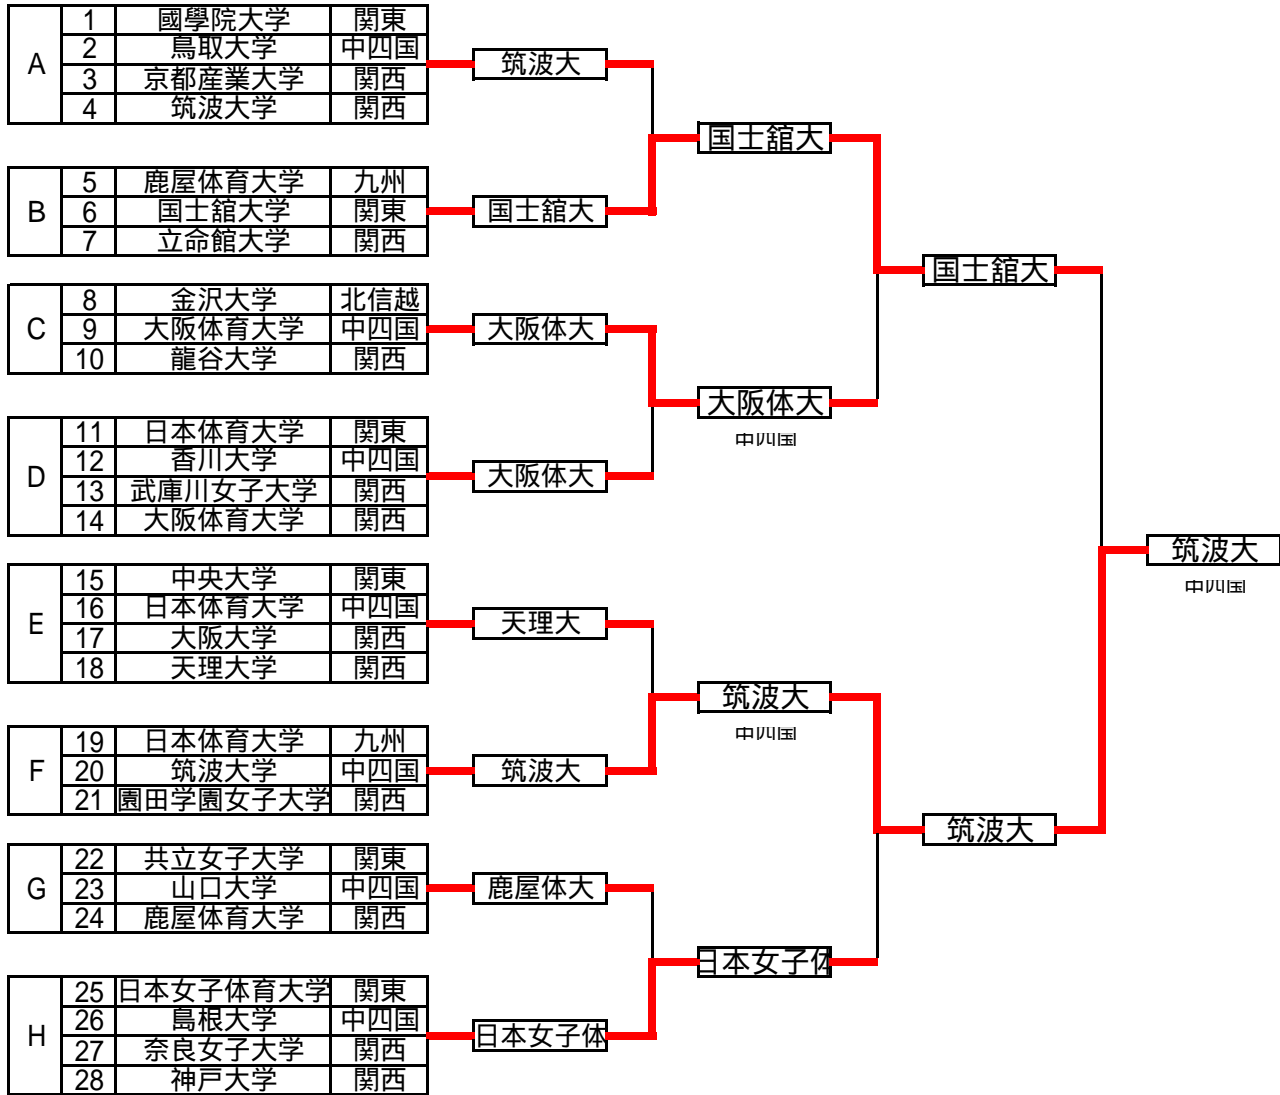 A
1 國學院大学 関東
2 鳥取大学 中四国
3 京都産業大学 関西
4 筑波大学 関西
B
5 鹿屋体育大学 九州
6 国士舘大学 関東
7 立命館大学 関西
C
8 金沢大学 北信越
9 大阪体育大学 中四国
10 龍谷大学 関西
D
11 日本体育大学 関東
12 香川大学 中四国
13 武庫川女子大学 関西
14 大阪体育大学 関西
E
15 中央大学 関東
16 日本体育大学 中四国
17 大阪大学 関西
18 天理大学 関西
F
19 日本体育大学 九州
20 筑波大学 中四国
21 園田学園女子大学 関西
G
22 共立女子大学 関東
23 山口大学 中四国
24 鹿屋体育大学 関西
H
25 日本女子体育大学 関東
26 島根大学 中四国
27 奈良女子大学 関西
28 神戸大学 関西
筑波大
国士舘大
大阪体大
大阪体大
天理大
筑波大
鹿屋体大
日本女子体
国士舘大
大阪体大
中四国
筑波大
中四国
日本女子体
国士舘大
筑波大
筑波大
中四国